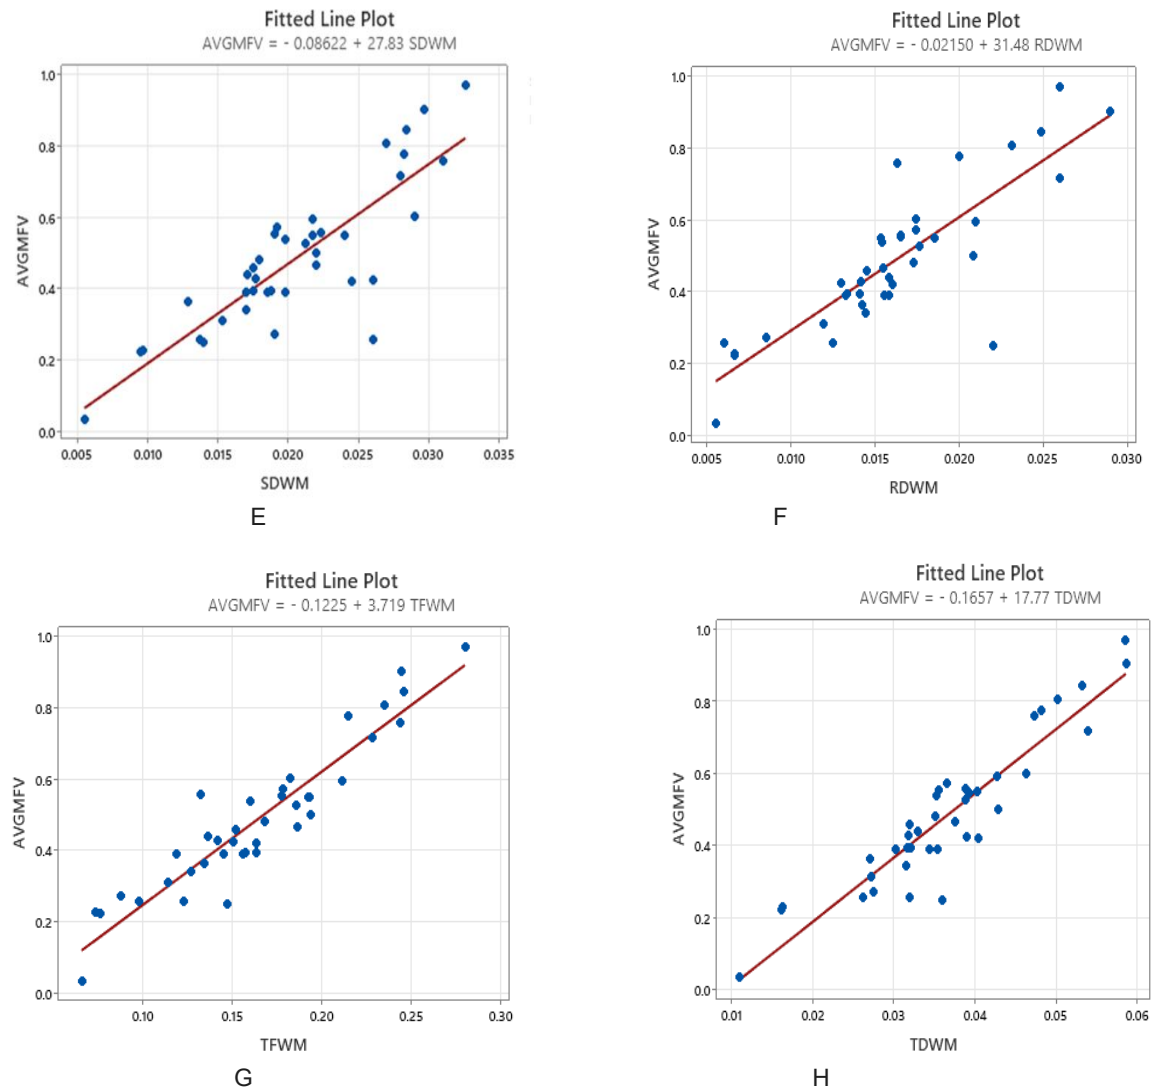 Fitted Line Plot
AVGMFV = - 0.08622 + 27.83 SDWM
1.0
0.8
0.6
0.4
0.2
0.0
AVGMFV
0.005 0.010 0.015 0.020 0.025 0.030 0.035
SDWM
E
Fitted Line Plot
AVGMFV = - 0.02150 + 31.48 RDWM
1.0
0.8
0.6
0.4
0.2
0.0
AVGMFV
0.005 0.010 0.015 0.020 0.025 0.030
RDWM
F
Fitted Line Plot
AVGMFV = - 0.1225 + 3.719 TFWM
1.0
0.8
0.6
0.4
0.2
0.0
AVGMFV
0.10 0.15 0.20 0.25 0.30
TFWM
G
Fitted Line Plot
AVGMFV = - 0.1657 + 17.77 TDWM
1.0
0.8
0.6
0.4
0.2
0.0
AVGMFV
0.01 0.02 0.03 0.04 0.05 0.06
TDWM
H